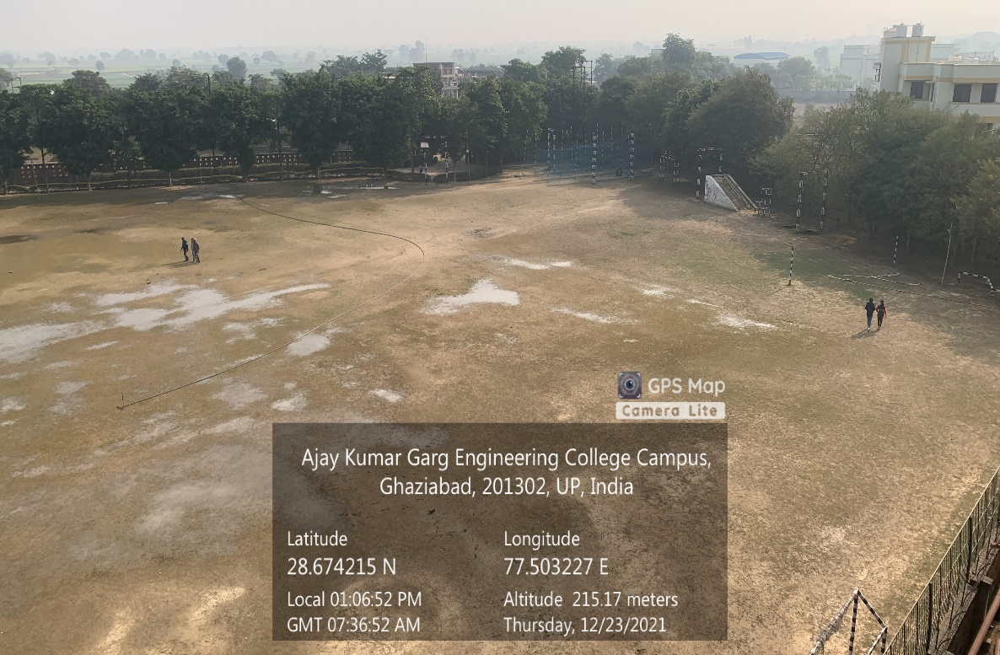 GPS Map
Camera Lite
Ajay Kumar Garg Engineering College Campus,
Ghaziabad, 201302, UP, India
Latitude
28.674215 N
Longitude
77.503227 E
Local 01:06:52 PM
GMT 07:36:52 AM
Altitude 215.17 meters
Thursday, 12/23/2021